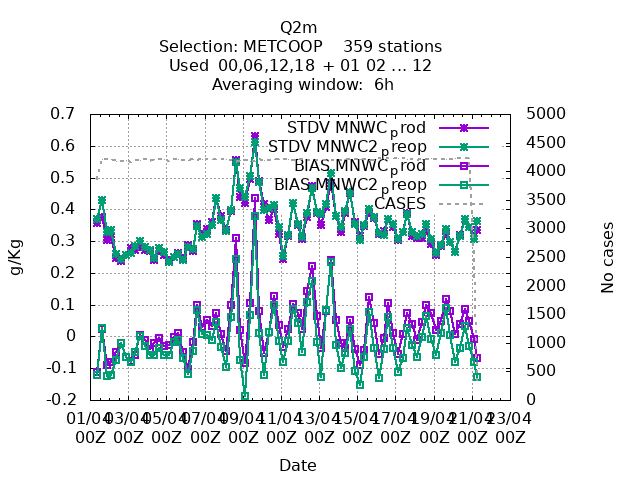 Q2m
Selection: METCOOP 359 stations
Used 00,06,12,18 + 01 02 ... 12
Averaging window: 6h
0.7
0.6
0.5
0.4
0.3
0.2
0.1
0
-0.1
-0.2
5000
4500
4000
3500
3000
2500
2000
1500
1000
500
0
STDV MNWC_prod
STDV MNWC2_preop
BIAS MNWC_prod
BIAS MNWC2_preop
CASES
g/Kg
No cases
01/04 03/04 05/04 07/04 09/04 11/04 13/04 15/04 17/04 19/04 21/04 23/04
00Z 00Z 00Z 00Z 00Z 00Z 00Z 00Z 00Z 00Z 00Z 00Z
Date